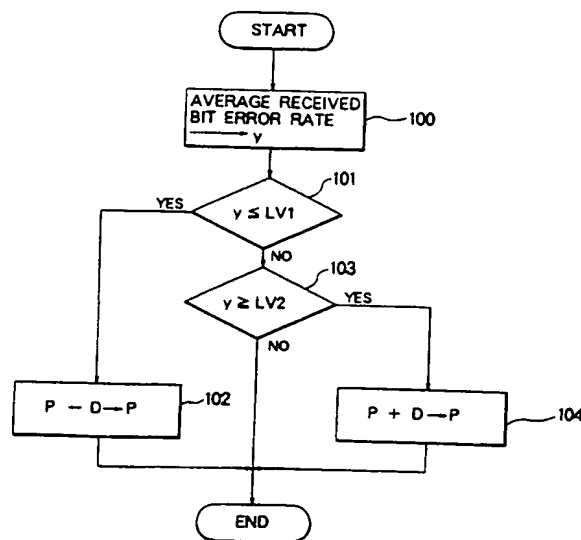 START
AVERAGE RECEIVED
BIT ERROR RATE
→ y
100
101
YES
y ≤ LV1
NO
103
y ≥ LV2
YES
NO
P − D→P
102
P + D→P
104
END